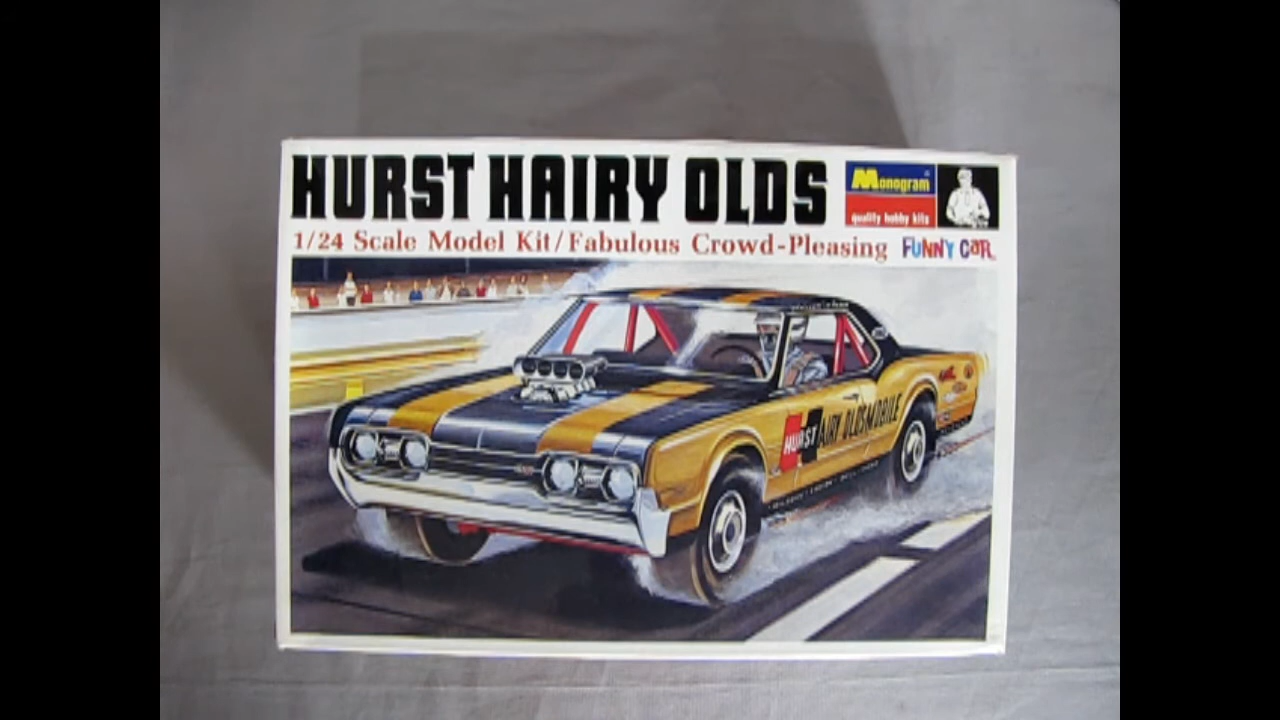 HURST HAIRY OLDS
Monogram
quality hobby kits
1/24 Scale Model Kit/Fabulous Crowd-Pleasing FUNNY CAR
HURST HAIRY OLDSMOBILE